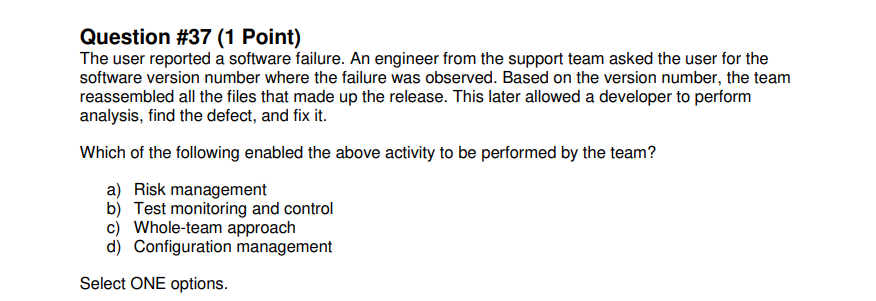 Question #37 (1 Point)
The user reported a software failure. An engineer from the support team asked the user for the
software version number where the failure was observed. Based on the version number, the team
reassembled all the files that made up the release. This later allowed a developer to perform
analysis, find the defect, and fix it.
Which of the following enabled the above activity to be performed by the team?
a) Risk management
b) Test monitoring and control
c) Whole-team approach
d) Configuration management
Select ONE options.